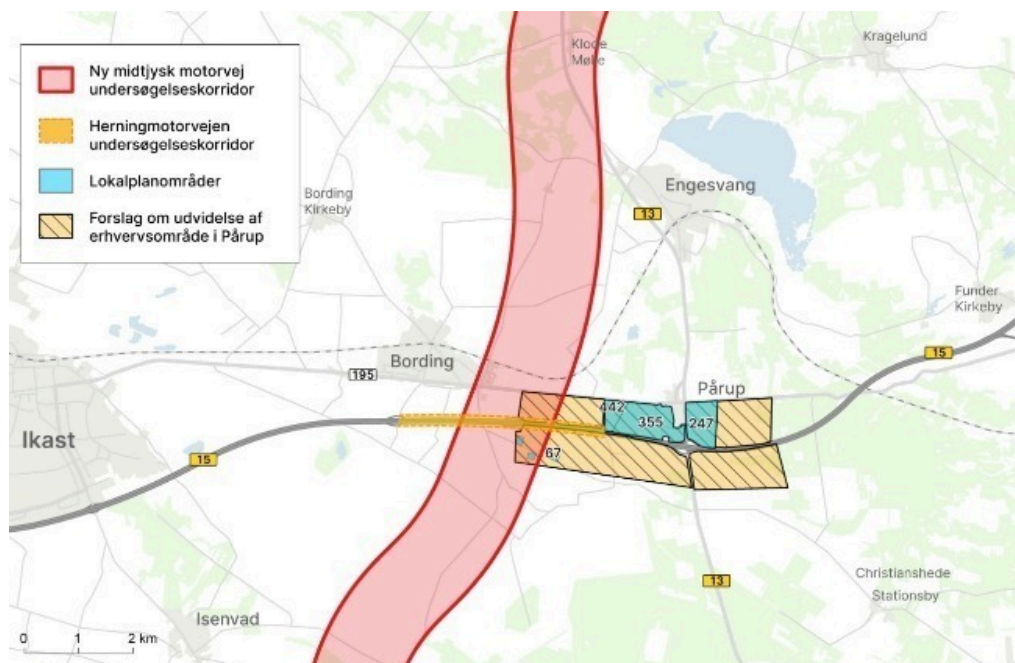 Ny midtjysk motorvej
undersøgelseskorridor
Herningmotorvejen
undersøgelseskorridor
Lokalplanområder
Forslag om udvidelse af
erhvervsområde i Pårup
Klode
Mølle
Kragelund
Bording
Kirkeby
Engesvang
13
Funder
Kirkeby
15
195
Bording
Pårup
442
355
247
67
Ikast
15
13
Christianshede
Stationsby
Isenvad
0 1 2 km